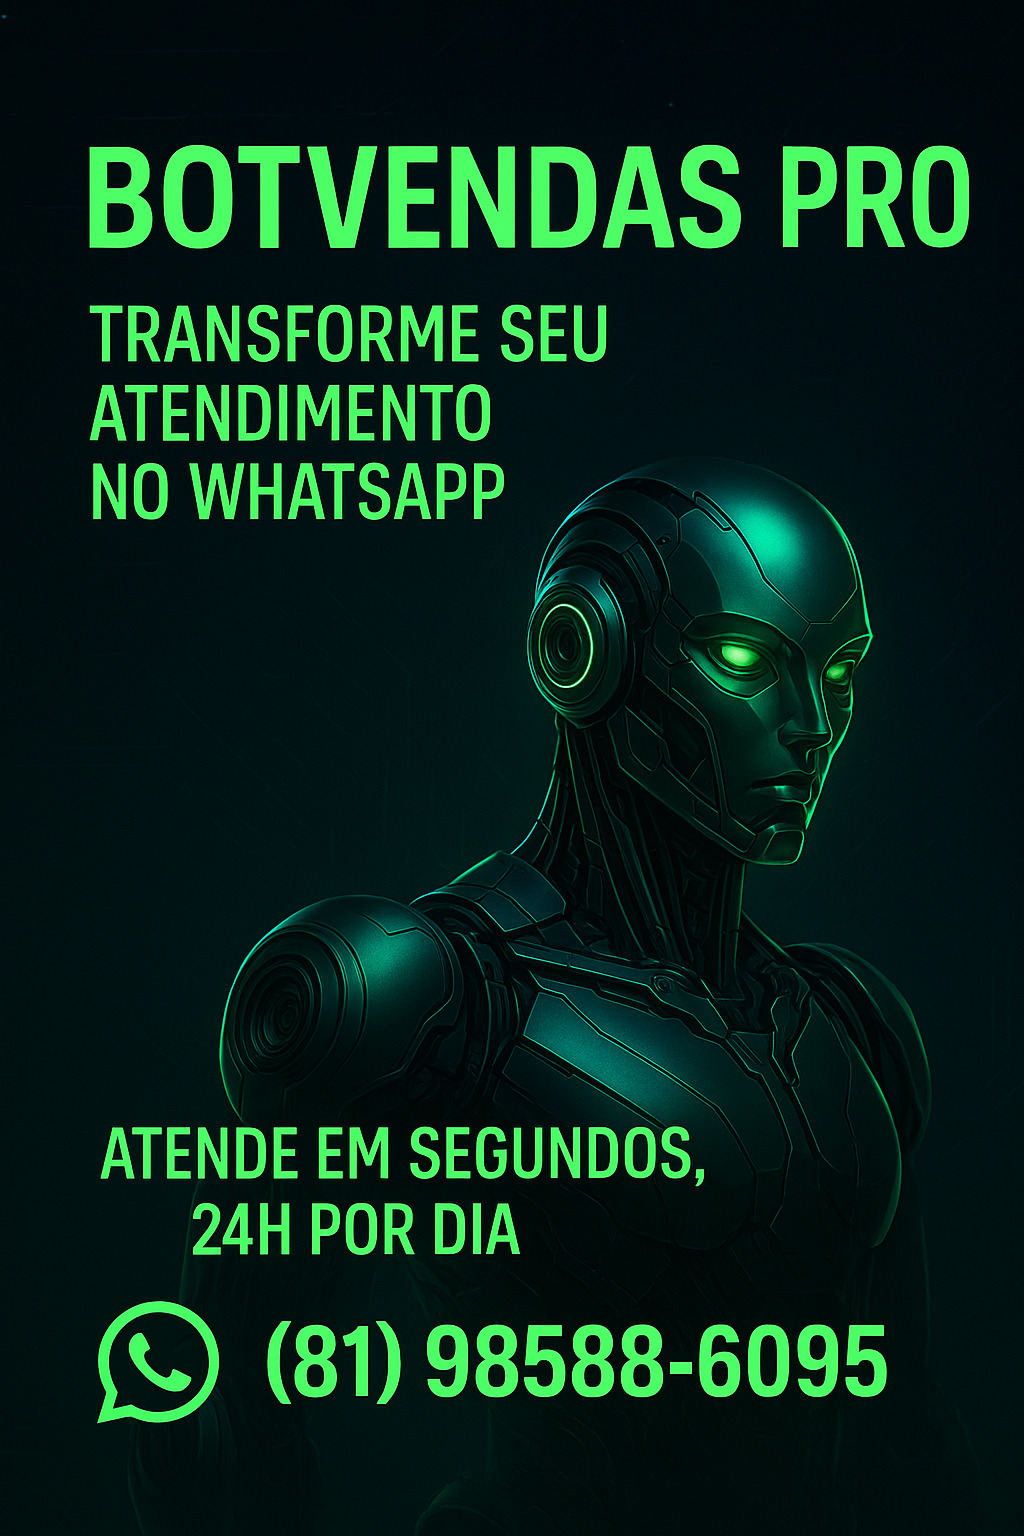 BOTVENDAS PRO
TRANSFORME SEU
ATENDIMENTO
NO WHATSAPP
ATENDE EM SEGUNDOS,
24H POR DIA
(81) 98588-6095